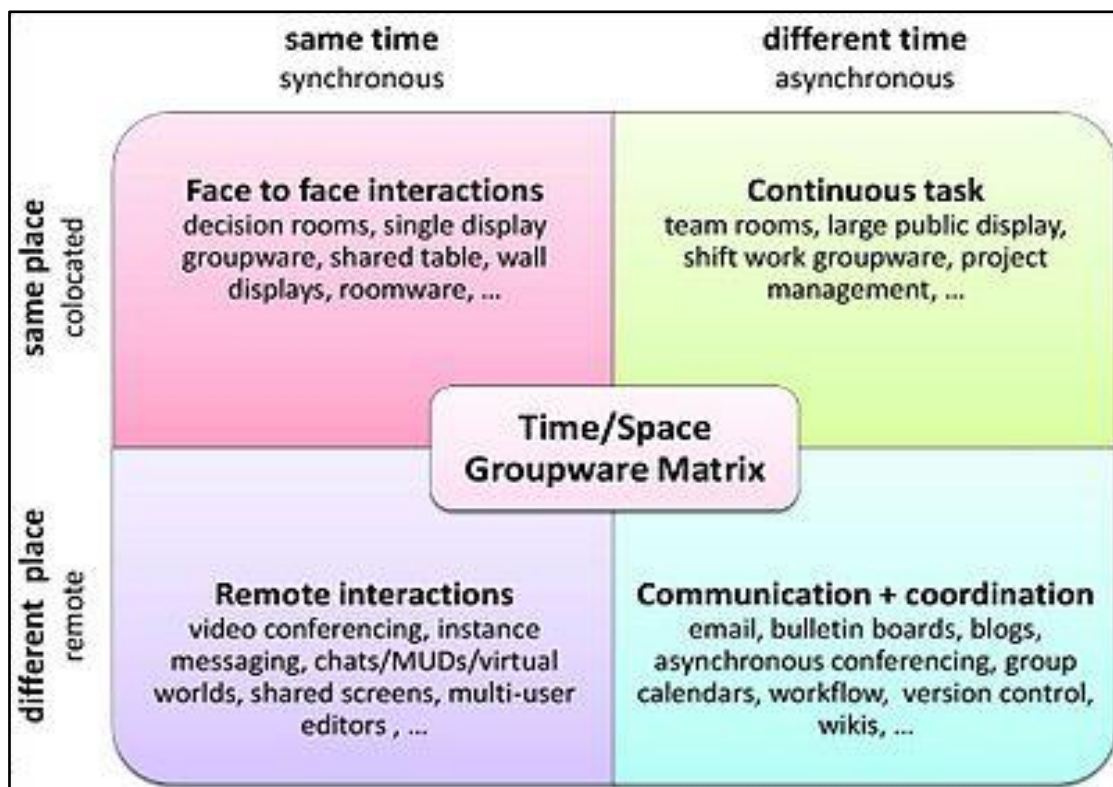 same time
synchronous
different time
asynchronous
same place
colocated
Face to face interactions
decision rooms, single display
groupware, shared table, wall
displays, roomware, ...
Continuous task
team rooms, large public display,
shift work groupware, project
management, ...
Time/Space
Groupware Matrix
different place
remote
Remote interactions
video conferencing, instance
messaging, chats/MUDs/virtual
worlds, shared screens, multi-user
editors , ...
Communication + coordination
email, bulletin boards, blogs,
asynchronous conferencing, group
calendars, workflow, version control,
wikis, ...